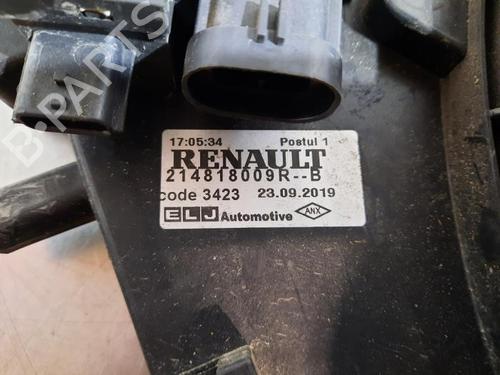 B-PARTS
17:05:34 Postul 1
RENAULT
214818009R--B
code 3423 23.09.2019
ELJ Automotive ANX